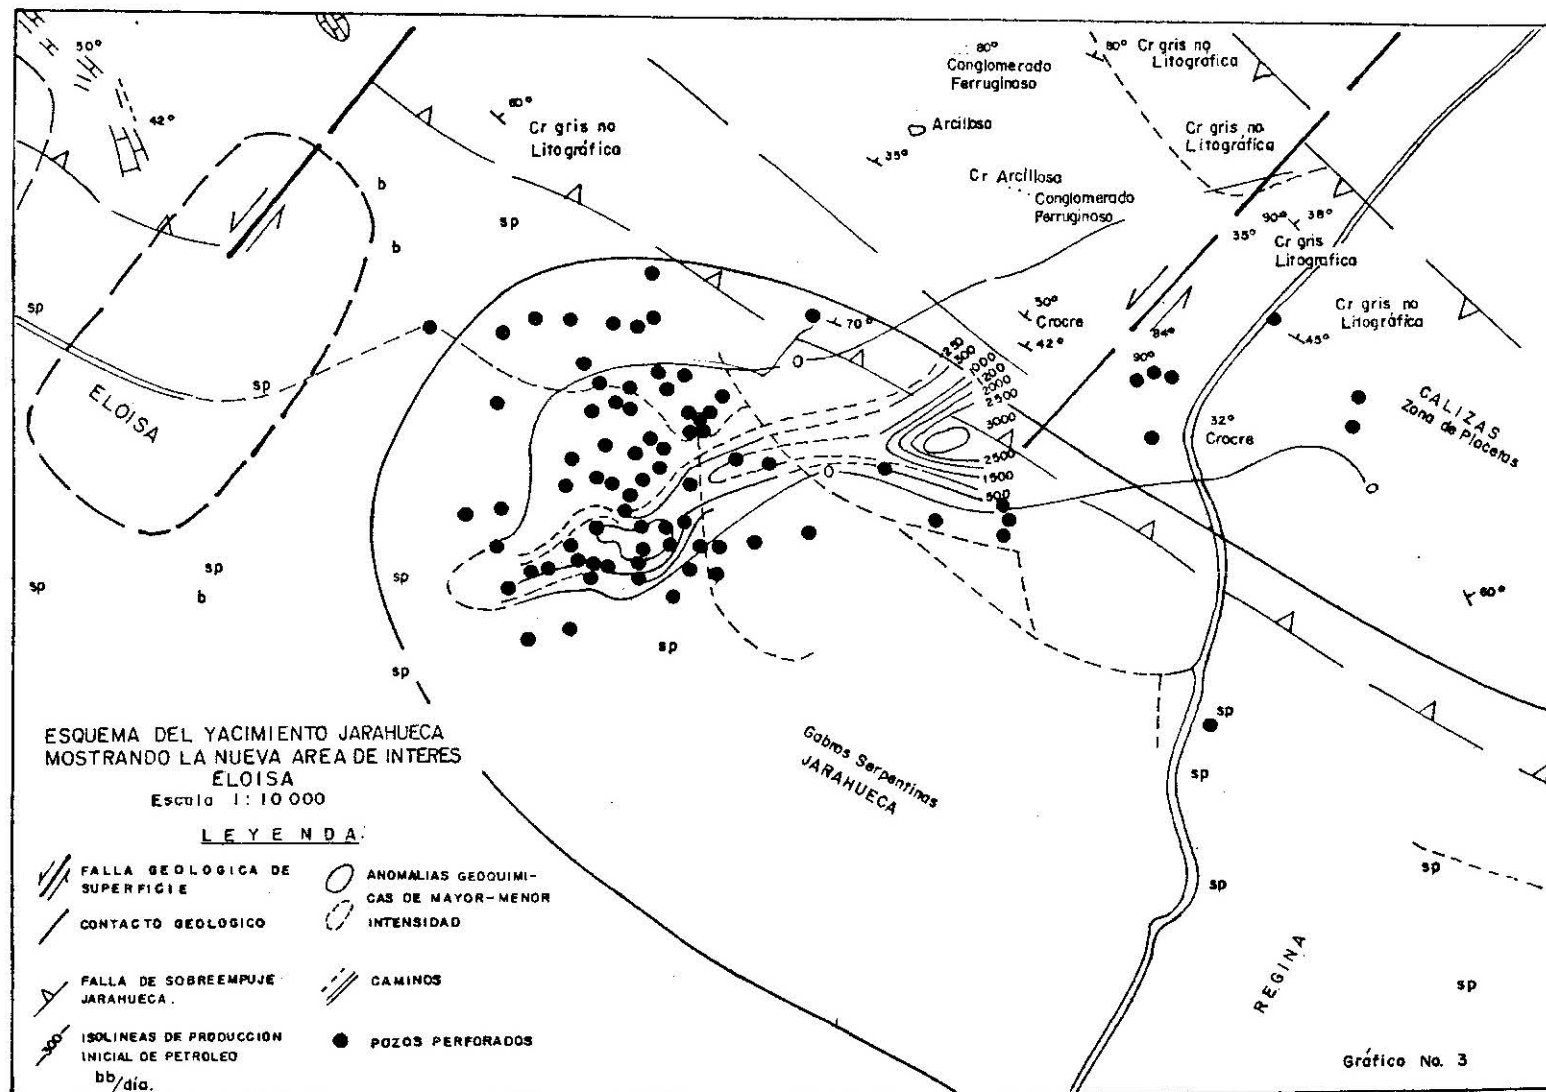 50°
42°
60°
Cr gris no
Litográfica
80°
Conglomerado
Ferruginoso
80°
Cr gris no
Litográfica
Arcillosa
35°
Cr gris no
Litográfica
Cr Arcillosa
Conglomerado
Ferruginoso
90°
38°
35°
Cr gris
Litografica
b
b
sp
sp
sp
ELOISA
70°
50°
Crocre
42°
84°
90°
Cr gris no
Litográfica
45°
CALIZAS
Zona de Placetas
32°
Crocre
250
300
1000
1200
2000
2500
3000
2500
1500
500
0
0
0
60°
sp
sp
b
sp
sp
sp
Gabros Serpentinas
JARAHUECA
sp
sp
sp
sp
sp
REGINA
ESQUEMA DEL YACIMIENTO JARAHUECA
MOSTRANDO LA NUEVA AREA DE INTERES
ELOISA
Escala 1:10 000
LEYENDA:
FALLA GEOLOGICA DE
SUPERFICIE
CONTACTO GEOLOGICO
FALLA DE SOBREEMPUJE
JARAHUECA.
300
ISOLINEAS DE PRODUCCION
INICIAL DE PETROLEO
bb/día.
ANOMALIAS GEOQUIMI-
CAS DE MAYOR-MENOR
INTENSIDAD
CAMINOS
POZOS PERFORADOS
Gráfico No. 3